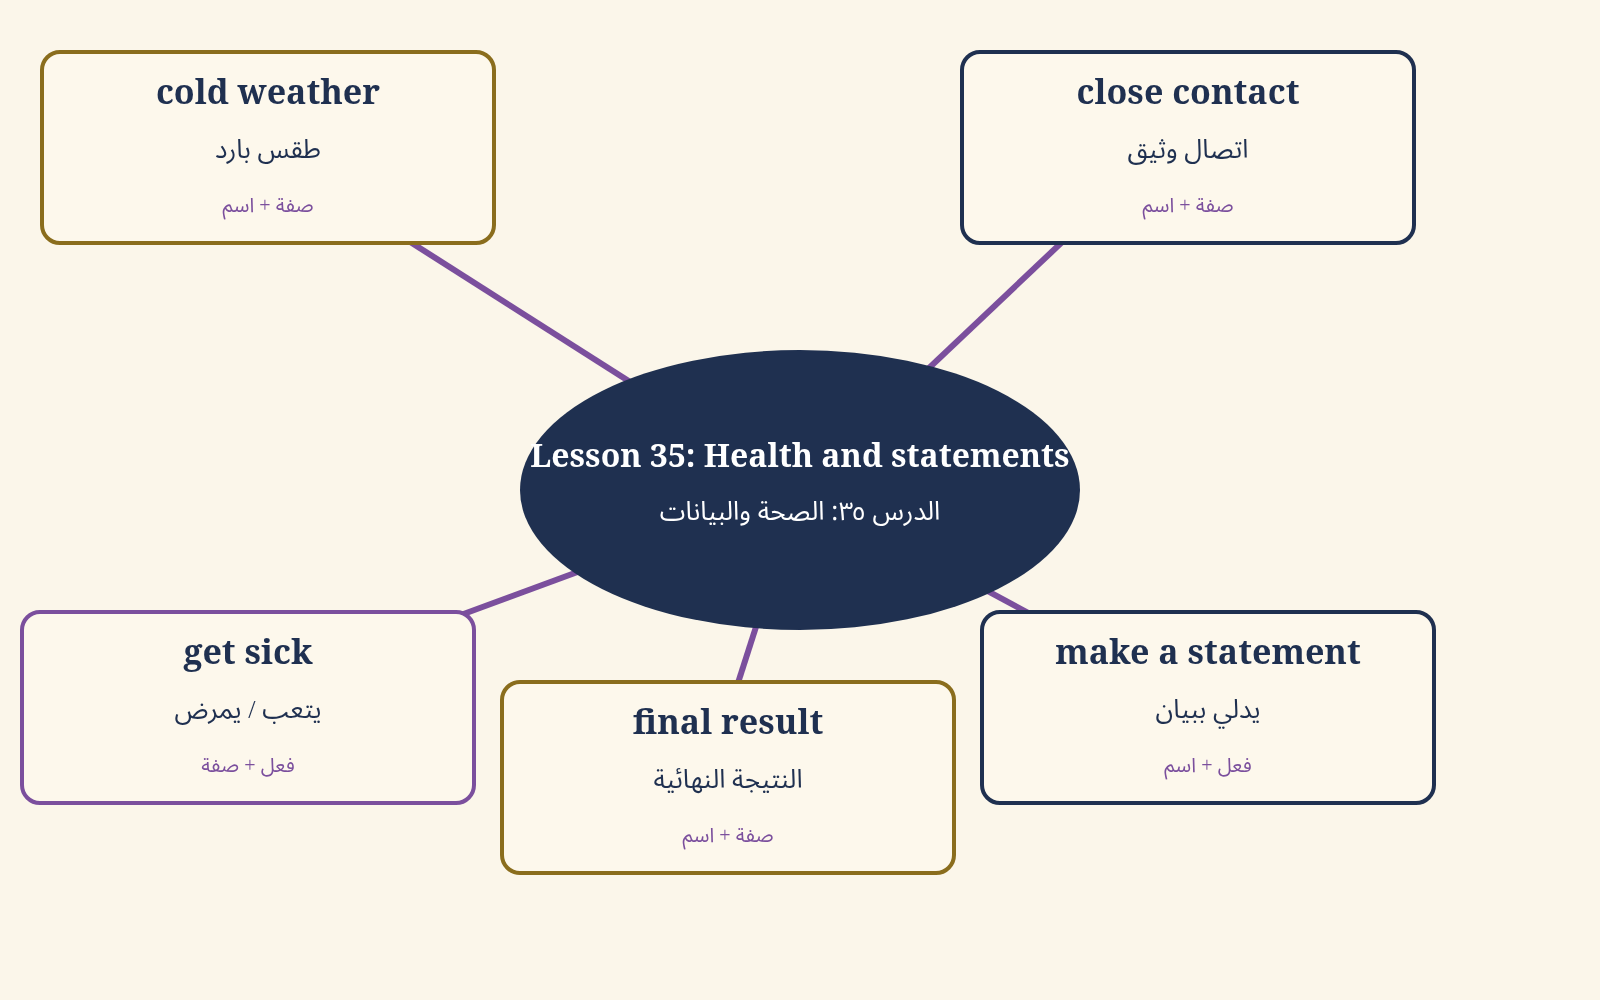 cold weather
طقس بارد
صفة + اسم
close contact
اتصال وثيق
صفة + اسم
Lesson 35: Health and statements
الدرس ٣٥: الصحة والبيانات
get sick
يتعب / يمرض
فعل + صفة
final result
النتيجة النهائية
صفة + اسم
make a statement
يدلي ببيان
فعل + اسم